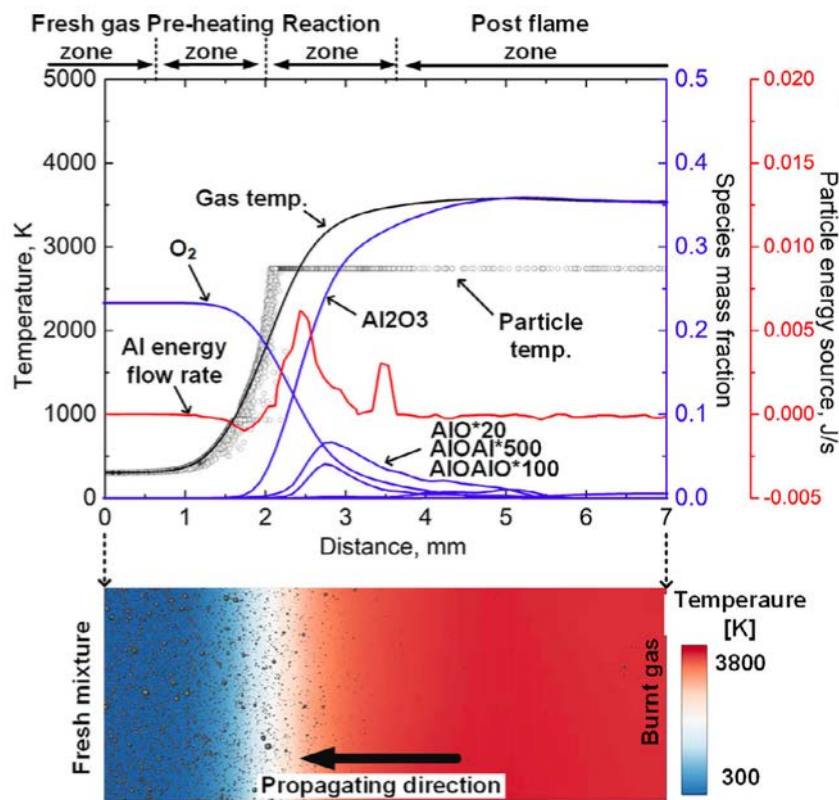 Fresh gas Pre-heating Reaction Post flame
zone zone zone
5000
4000
3000
2000
1000
0
Temperature, K
0 1 2 3 4 5 6 7
Distance, mm
0.5
0.4
0.3
0.2
0.1
0.0
Species mass fraction
0.020
0.015
0.010
0.005
0.000
-0.005
Particle energy source, J/s
Gas temp.
O2
Al2O3
Particle
temp.
Al energy
flow rate
AlO*20
AlOAl*500
AlOAlO*100
Fresh mixture
Propagating direction
Burnt gas
Temperaure
[K]
3800
300